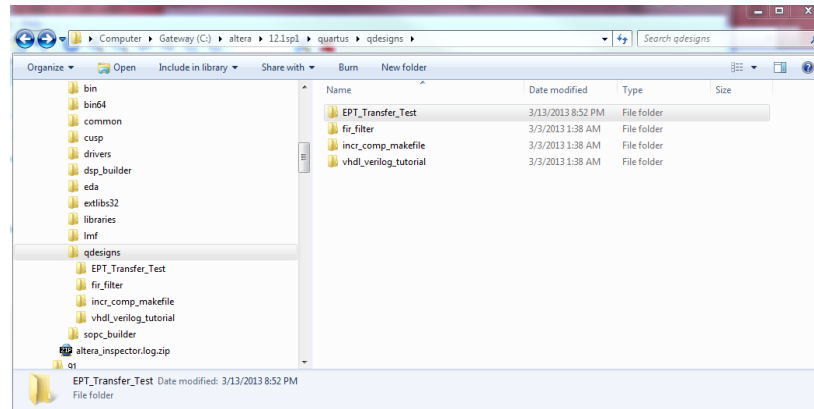 Computer ▸ Gateway (C:) ▸ altera ▸ 12.1sp1 ▸ quartus ▸ qdesigns ▸ Search qdesigns
Organize Open Include in library Share with Burn New folder
bin
bin64
common
cusp
drivers
dsp_builder
eda
extlibs32
libraries
lmf
qdesigns
EPT_Transfer_Test
fir_filter
incr_comp_makefile
vhdl_verilog_tutorial
sopc_builder
altera_inspector.log.zip
91
Name Date modified Type Size
EPT_Transfer_Test 3/13/2013 8:52 PM File folder
fir_filter 3/3/2013 1:38 AM File folder
incr_comp_makefile 3/3/2013 1:38 AM File folder
vhdl_verilog_tutorial 3/3/2013 1:38 AM File folder
EPT_Transfer_Test Date modified: 3/13/2013 8:52 PM
File folder